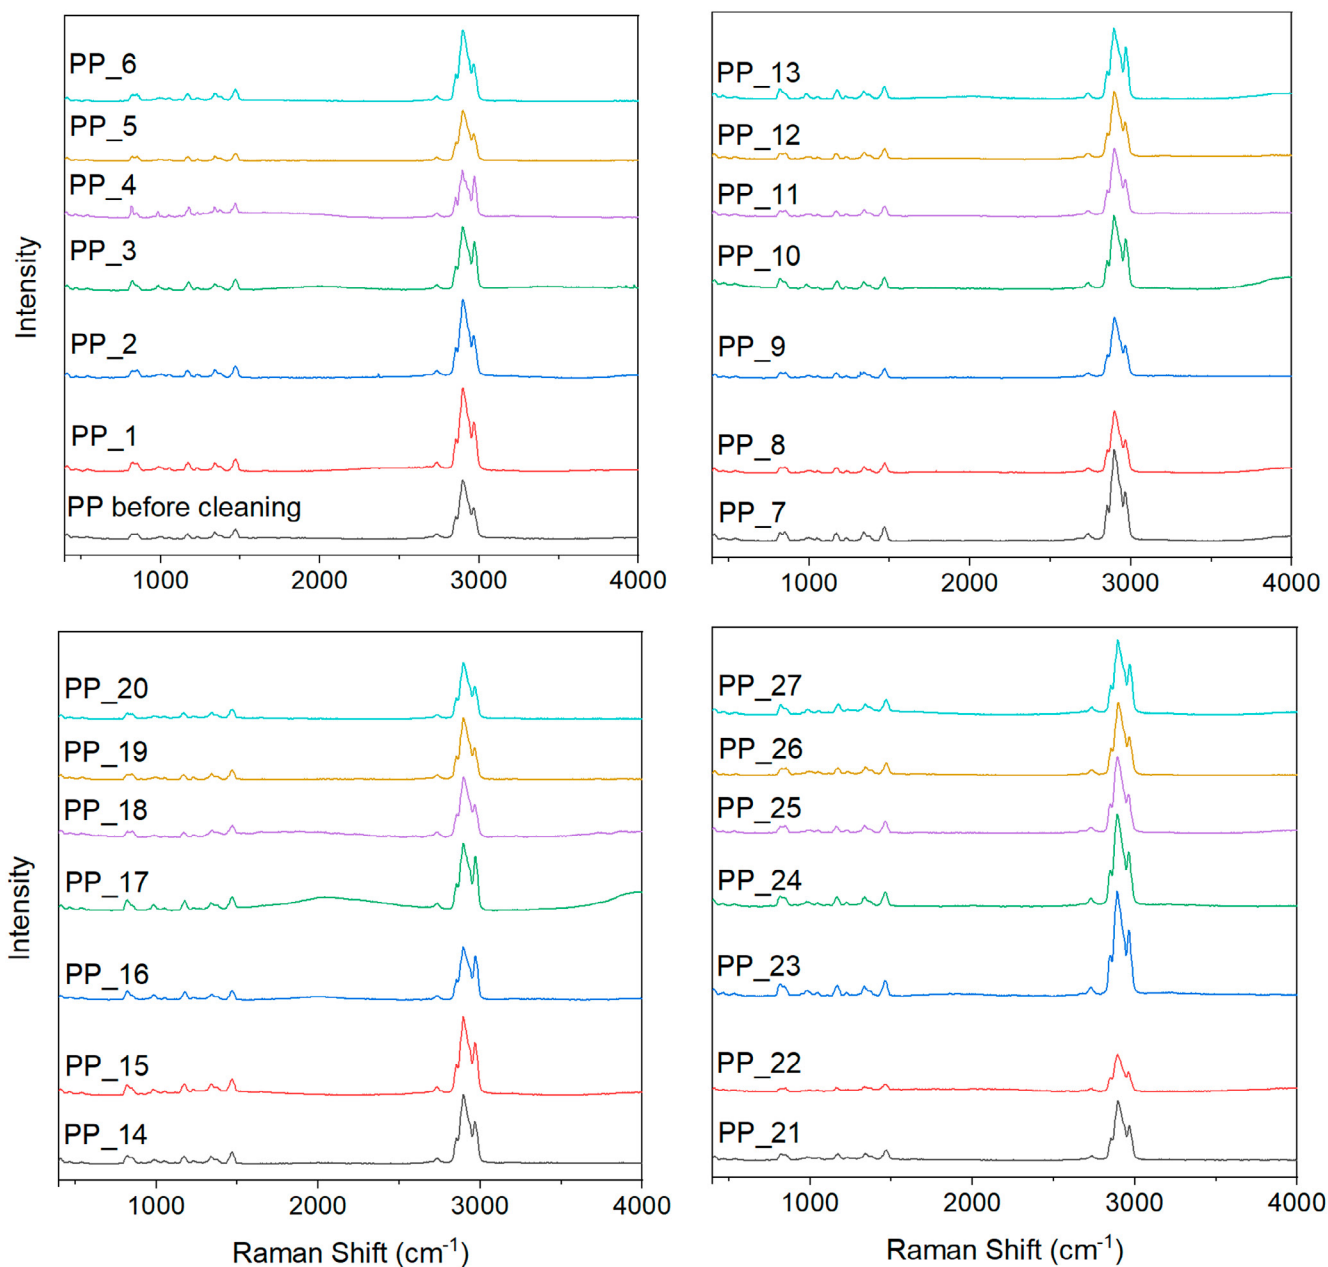 PP_6
PP_5
PP_4
PP_3
PP_2
PP_1
PP before cleaning
Intensity
1000 2000 3000 4000
PP_13
PP_12
PP_11
PP_10
PP_9
PP_8
PP_7
1000 2000 3000 4000
PP_20
PP_19
PP_18
PP_17
PP_16
PP_15
PP_14
Intensity
1000 2000 3000 4000
Raman Shift (cm⁻¹)
PP_27
PP_26
PP_25
PP_24
PP_23
PP_22
PP_21
1000 2000 3000 4000
Raman Shift (cm⁻¹)